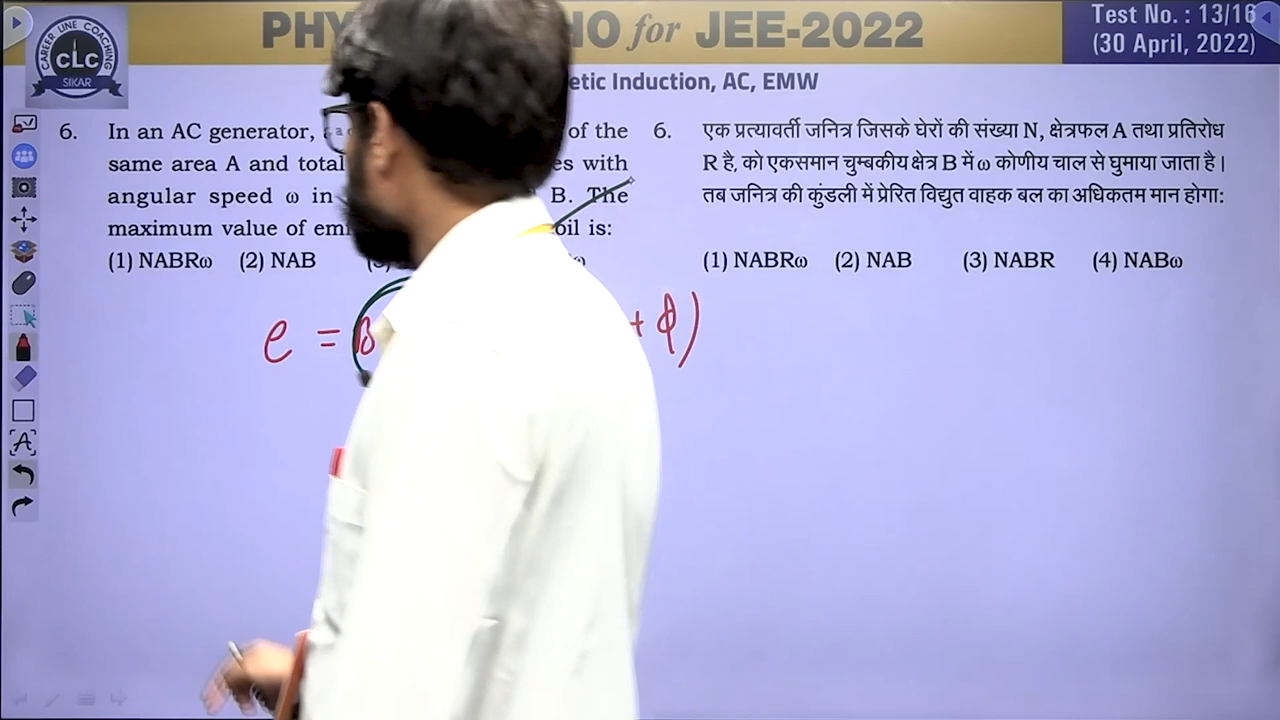 PHY HO for JEE-2022
Test No. : 13/16
(30 April, 2022)
CAREER LINE COACHING
CLC
SIKAR
etic Induction, AC, EMW
6. In an AC generator, of the
same area A and total es with
angular speed ω in B. The
maximum value of em oil is:
(1) NABRω (2) NAB ω
e = B + ϕ)
6. एक प्रत्यावर्ती जनित्र जिसके घेरों की संख्या N, क्षेत्रफल A तथा प्रतिरोध
R है, को एकसमान चुम्बकीय क्षेत्र B में ω कोणीय चाल से घुमाया जाता है।
तब जनित्र की कुंडली में प्रेरित विद्युत वाहक बल का अधिकतम मान होगा:
(1) NABRω (2) NAB (3) NABR (4) NABω